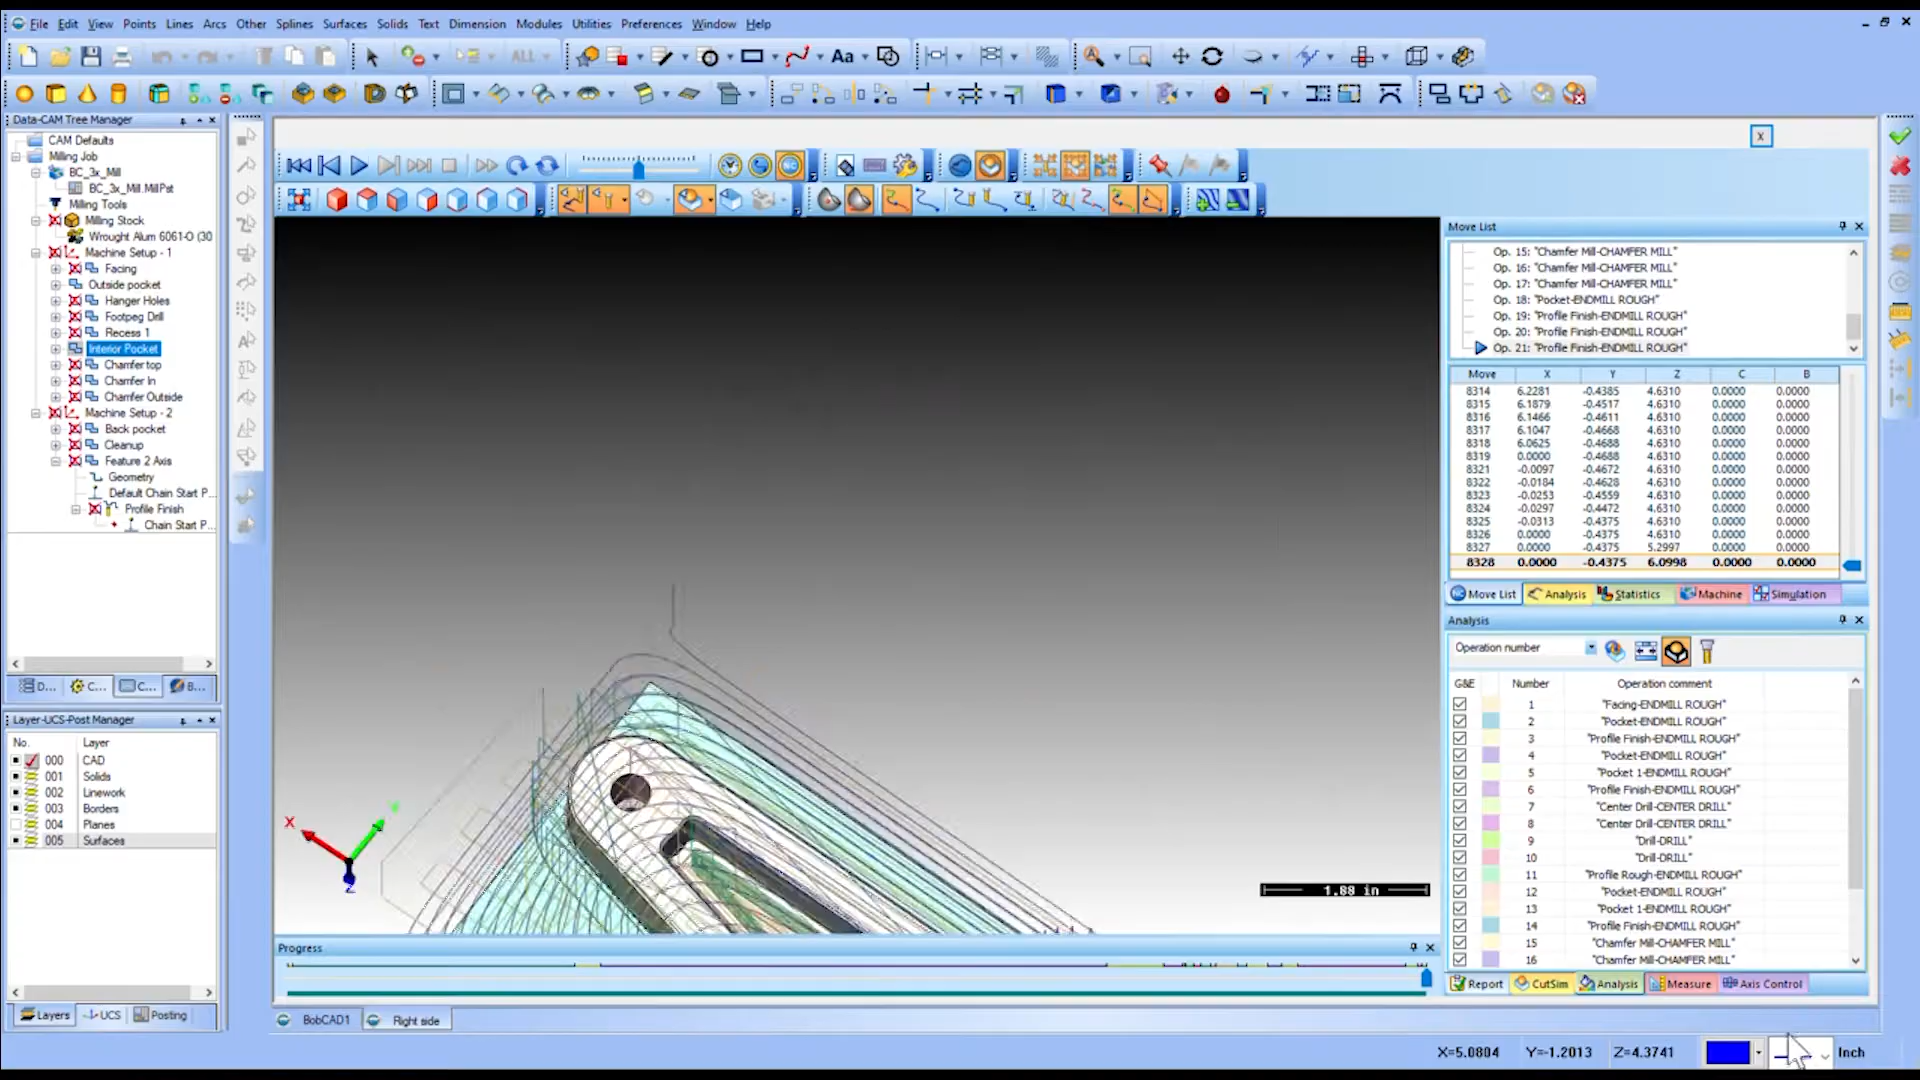 File Edit View Points Lines Arcs Other Splines Surfaces Solids Text Dimension Modules Utilities Preferences Window Help
ALL Aa
Data-CAM Tree Manager
CAM Defaults
Milling Job
BC_3x_Mill
BC_3x_Mill.MillPst
Milling Tools
Milling Stock
Wrought Alum 6061-O (30
Machine Setup - 1
Facing
Outside pocket
Hanger Holes
Footpeg Drill
Recess 1
Interior Pocket
Chamfer top
Chamfer In
Chamfer Outside
Machine Setup - 2
Back pocket
Cleanup
Feature 2 Axis
Geometry
Default Chain Start P...
Profile Finish
Chain Start P...
D... C... C... B...
Layer-UCS-Post Manager
No. Layer
000 CAD
001 Solids
002 Linework
003 Borders
004 Planes
005 Surfaces
Layers UCS Posting
X
X
Z
1.88 in
Progress
BobCAD1 Right side
Move List
Op. 15: "Chamfer Mill-CHAMFER MILL"
Op. 16: "Chamfer Mill-CHAMFER MILL"
Op. 17: "Chamfer Mill-CHAMFER MILL"
Op. 18: "Pocket-ENDMILL ROUGH"
Op. 19: "Profile Finish-ENDMILL ROUGH"
Op. 20: "Profile Finish-ENDMILL ROUGH"
Op. 21: "Profile Finish-ENDMILL ROUGH"
Move X Y Z C B
8314 6.2281 -0.4385 4.6310 0.0000 0.0000
8315 6.1879 -0.4517 4.6310 0.0000 0.0000
8316 6.1466 -0.4611 4.6310 0.0000 0.0000
8317 6.1047 -0.4668 4.6310 0.0000 0.0000
8318 6.0625 -0.4688 4.6310 0.0000 0.0000
8319 0.0000 -0.4688 4.6310 0.0000 0.0000
8321 -0.0097 -0.4672 4.6310 0.0000 0.0000
8322 -0.0184 -0.4628 4.6310 0.0000 0.0000
8323 -0.0253 -0.4559 4.6310 0.0000 0.0000
8324 -0.0297 -0.4472 4.6310 0.0000 0.0000
8325 -0.0313 -0.4375 4.6310 0.0000 0.0000
8326 0.0000 -0.4375 4.6310 0.0000 0.0000
8327 0.0000 -0.4375 5.2997 0.0000 0.0000
8328 0.0000 -0.4375 6.0998 0.0000 0.0000
Move List Analysis Statistics Machine Simulation
Analysis
Operation number
G&E Number Operation comment
1 "Facing-ENDMILL ROUGH"
2 "Pocket-ENDMILL ROUGH"
3 "Profile Finish-ENDMILL ROUGH"
4 "Pocket-ENDMILL ROUGH"
5 "Pocket 1-ENDMILL ROUGH"
6 "Profile Finish-ENDMILL ROUGH"
7 "Center Drill-CENTER DRILL"
8 "Center Drill-CENTER DRILL"
9 "Drill-DRILL"
10 "Drill-DRILL"
11 "Profile Rough-ENDMILL ROUGH"
12 "Pocket-ENDMILL ROUGH"
13 "Pocket 1-ENDMILL ROUGH"
14 "Profile Finish-ENDMILL ROUGH"
15 "Chamfer Mill-CHAMFER MILL"
16 "Chamfer Mill-CHAMFER MILL"
Report CutSim Analysis Measure Axis Control
X=5.0804 Y=-1.2013 Z=4.3741 Inch